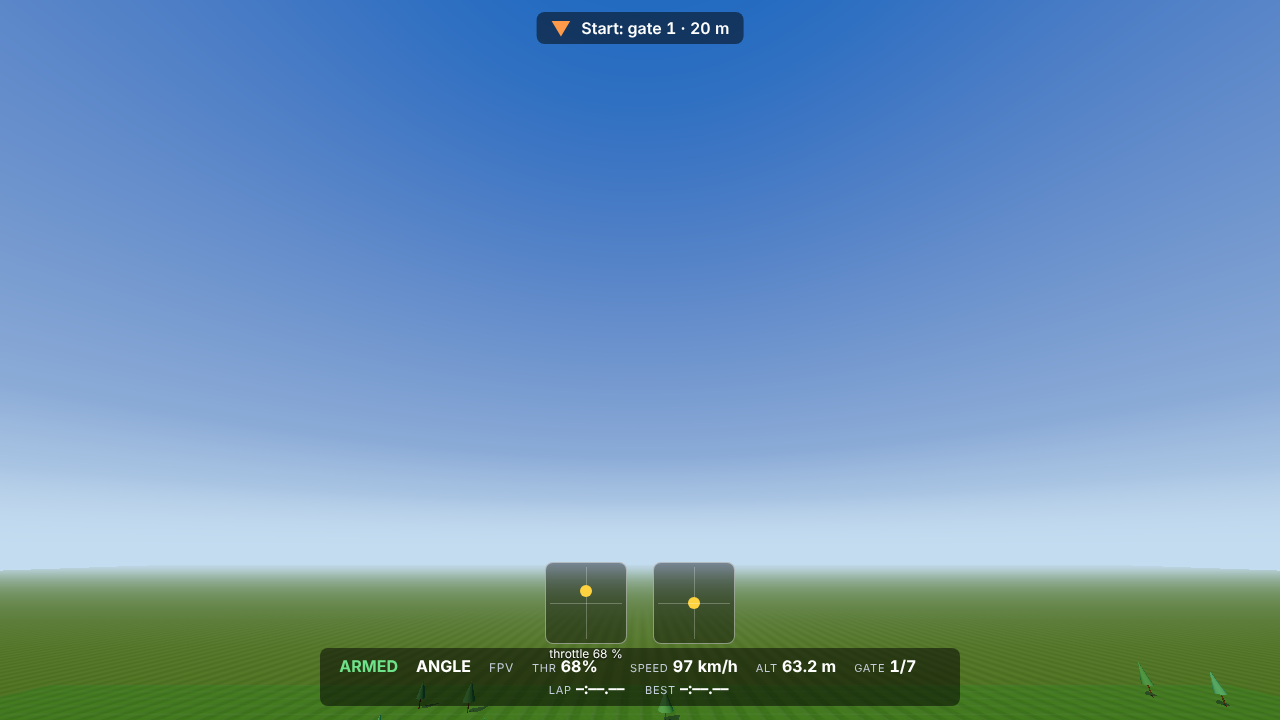 Start: gate 1 · 20 m
throttle 68 %
ARMED ANGLE FPV THR 68% SPEED 97 km/h ALT 63.2 m GATE 1/7
LAP –:––.–– BEST –:––.––